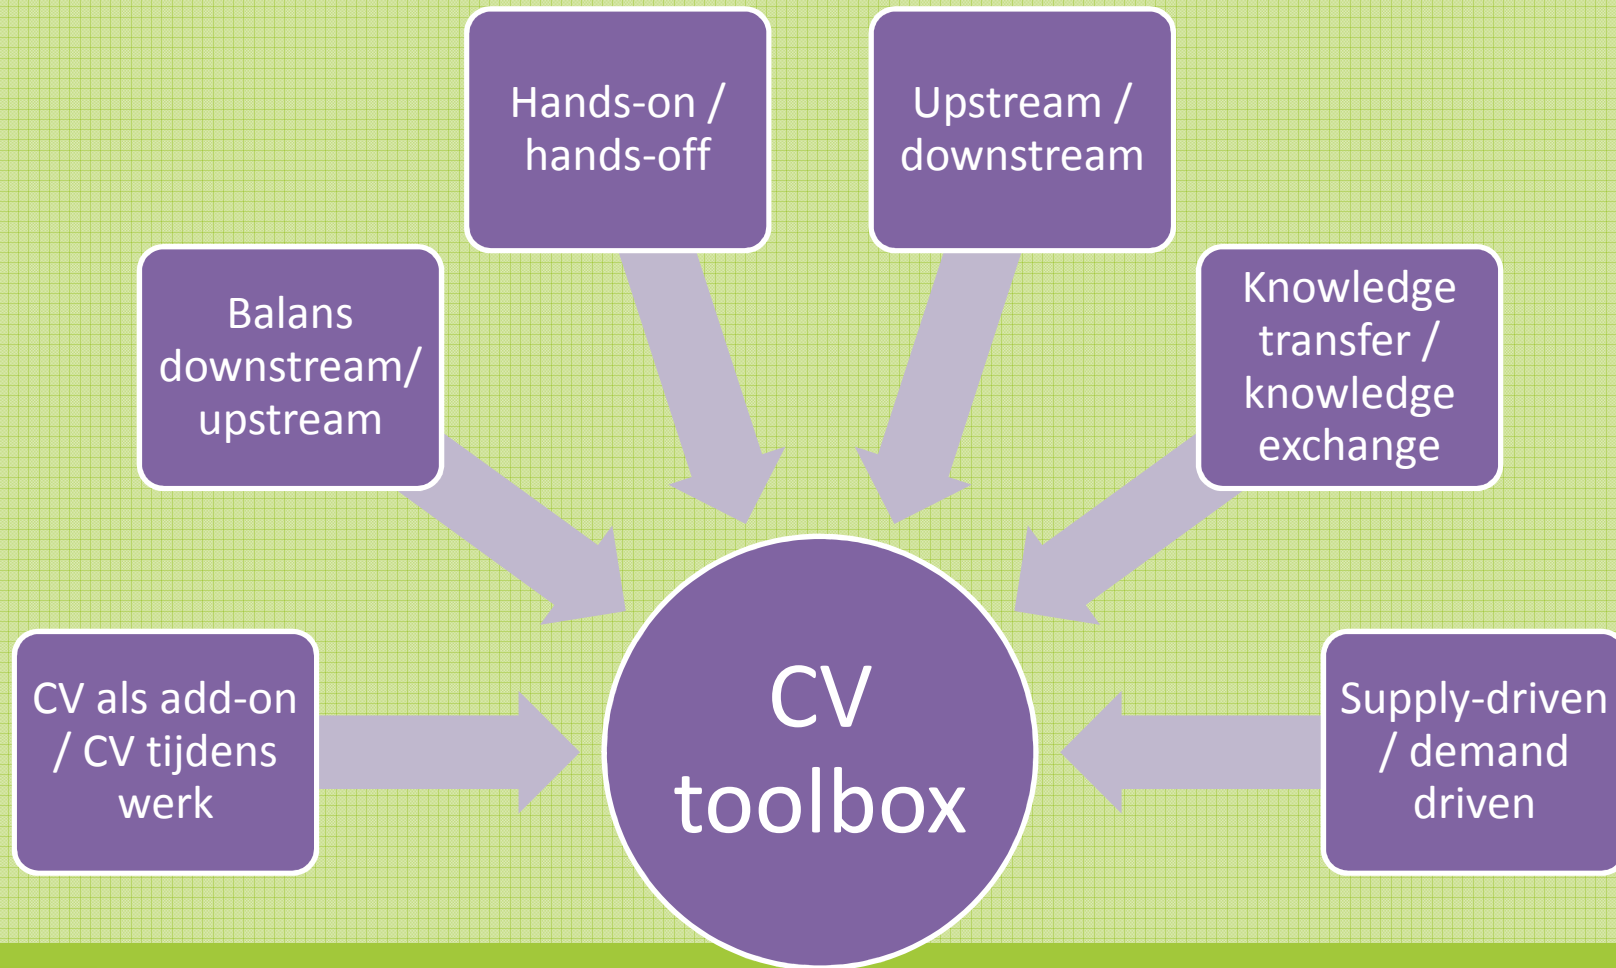 Hands-on /
hands-off
Upstream /
downstream
Balans
downstream/
upstream
Knowledge
transfer /
knowledge
exchange
CV als add-on
/ CV tijdens
werk
CV
toolbox
Supply-driven
/ demand
driven